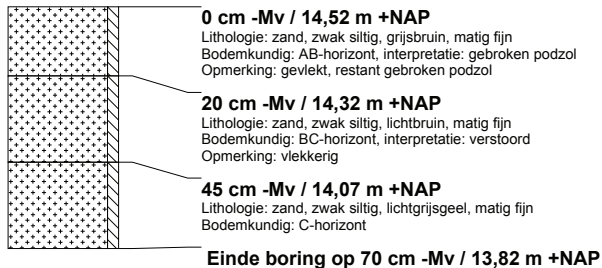 0 cm -Mv / 14,52 m +NAP
Lithologie: zand, zwak siltig, grijsbruin, matig fijn
Bodemkundig: AB-horizont, interpretatie: gebroken podzol
Opmerking: gevlekt, restant gebroken podzol
20 cm -Mv / 14,32 m +NAP
Lithologie: zand, zwak siltig, lichtbruin, matig fijn
Bodemkundig: BC-horizont, interpretatie: verstoord
Opmerking: vlekkerig
45 cm -Mv / 14,07 m +NAP
Lithologie: zand, zwak siltig, lichtgrijsgeel, matig fijn
Bodemkundig: C-horizont
Einde boring op 70 cm -Mv / 13,82 m +NAP